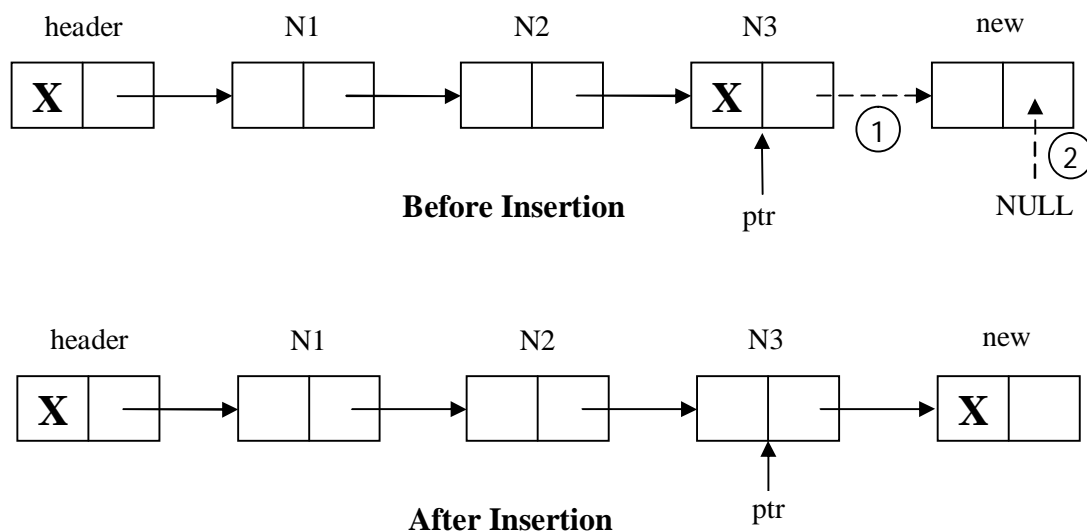 header N1 N2 N3 new
X X
1
2
Before Insertion
ptr NULL
header N1 N2 N3 new
X X
ptr
After Insertion